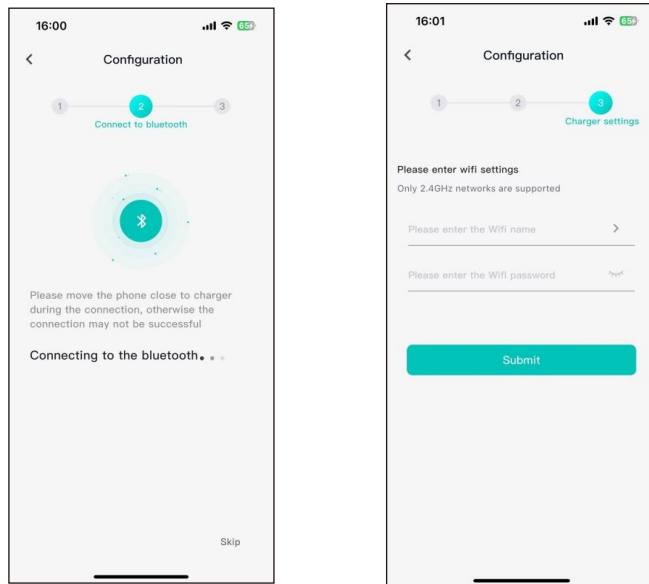 16:00
65
Configuration
1
2
3
Connect to bluetooth
Please move the phone close to charger
during the connection, otherwise the
connection may not be successful
Connecting to the bluetooth
Skip
16:01
65
Configuration
1
2
3
Charger settings
Please enter wifi settings
Only 2.4GHz networks are supported
Please enter the Wifi name
Please enter the Wifi password
Submit